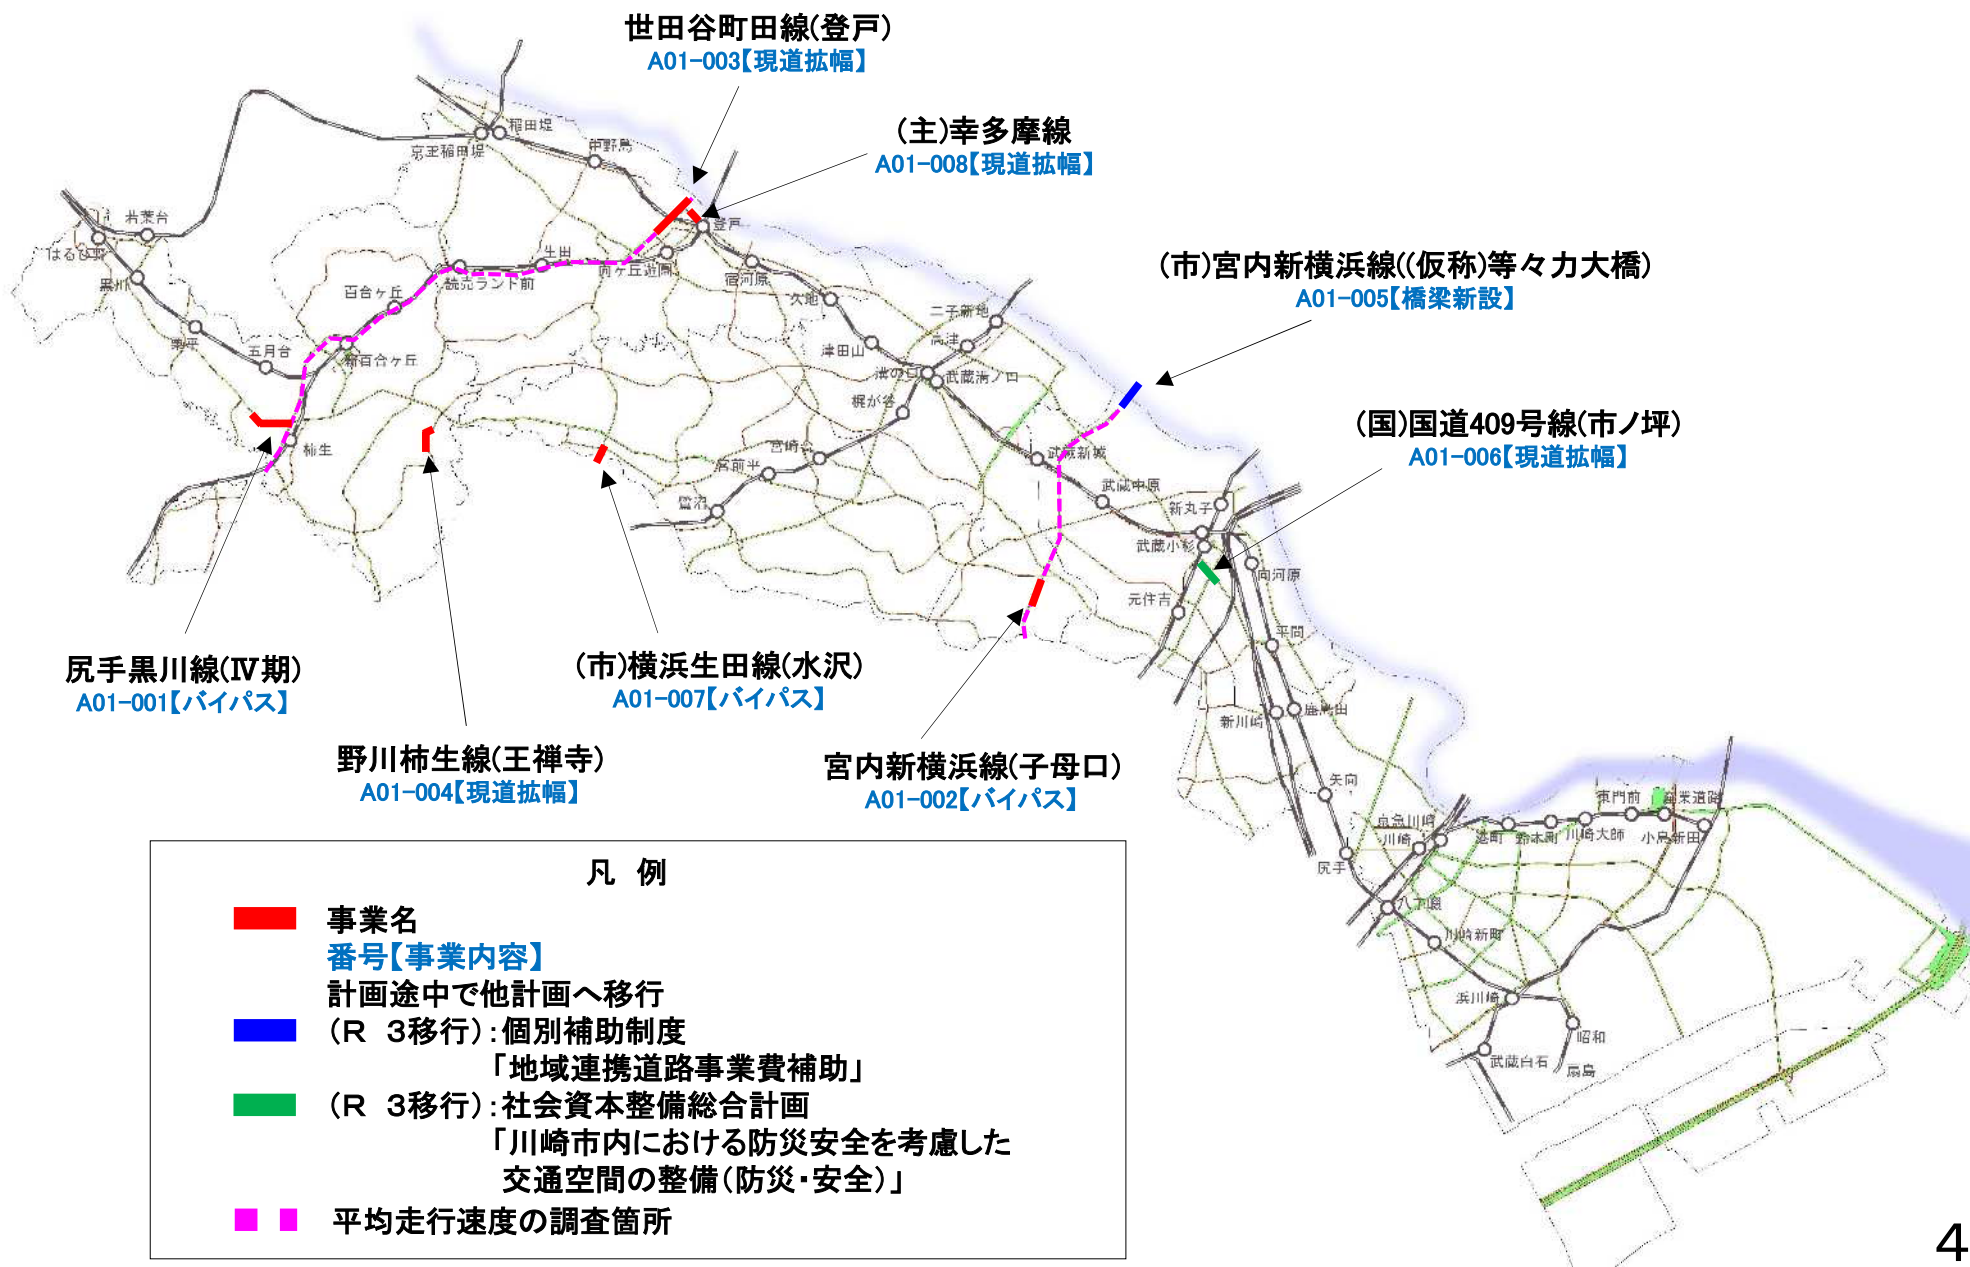 世田谷町田線(登戸)
A01-003【現道拡幅】
(主)幸多摩線
A01-008【現道拡幅】
(市)宮内新横浜線((仮称)等々力大橋)
A01-005【橋梁新設】
(国)国道409号線(市ノ坪)
A01-006【現道拡幅】
尻手黒川線(Ⅳ期)
A01-001【バイパス】
(市)横浜生田線(水沢)
A01-007【バイパス】
野川柿生線(王禅寺)
A01-004【現道拡幅】
宮内新横浜線(子母口)
A01-002【バイパス】
稲田堤
京王稲田堤
中野島
登戸
若葉台
はるひ野
黒川
栗平
五月台
百合ヶ丘
新百合ヶ丘
読売ランド前
生田
向ヶ丘遊園
宿河原
久地
津田山
二子新地
高津
溝の口
武蔵溝ノ口
梶が谷
宮崎台
宮前平
鷺沼
柿生
武蔵新城
武蔵中原
新丸子
武蔵小杉
向河原
元住吉
平間
新川崎
鹿島田
矢向
尻手
京急川崎
川崎
港町
鈴木町
川崎大師
東門前
産業道路
小島新田
八丁畷
川崎新町
浜川崎
昭和
武蔵白石
扇島
凡 例
事業名
番号【事業内容】
計画途中で他計画へ移行
(R 3移行):個別補助制度
「地域連携道路事業費補助」
(R 3移行):社会資本整備総合計画
「川崎市内における防災安全を考慮した
交通空間の整備(防災・安全)」
平均走行速度の調査箇所
4